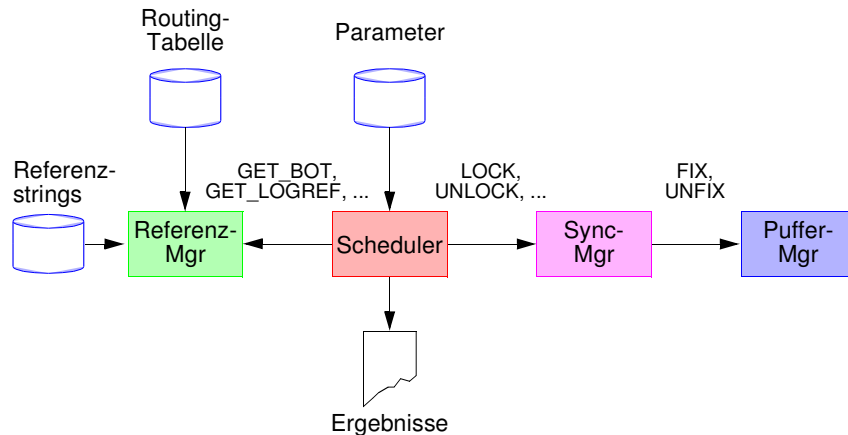 Routing-
Tabelle
Parameter
Referenz-
strings
GET_BOT,
GET_LOGREF, ...
LOCK,
UNLOCK, ...
FIX,
UNFIX
Referenz-
Mgr
Scheduler
Sync-
Mgr
Puffer-
Mgr
Ergebnisse